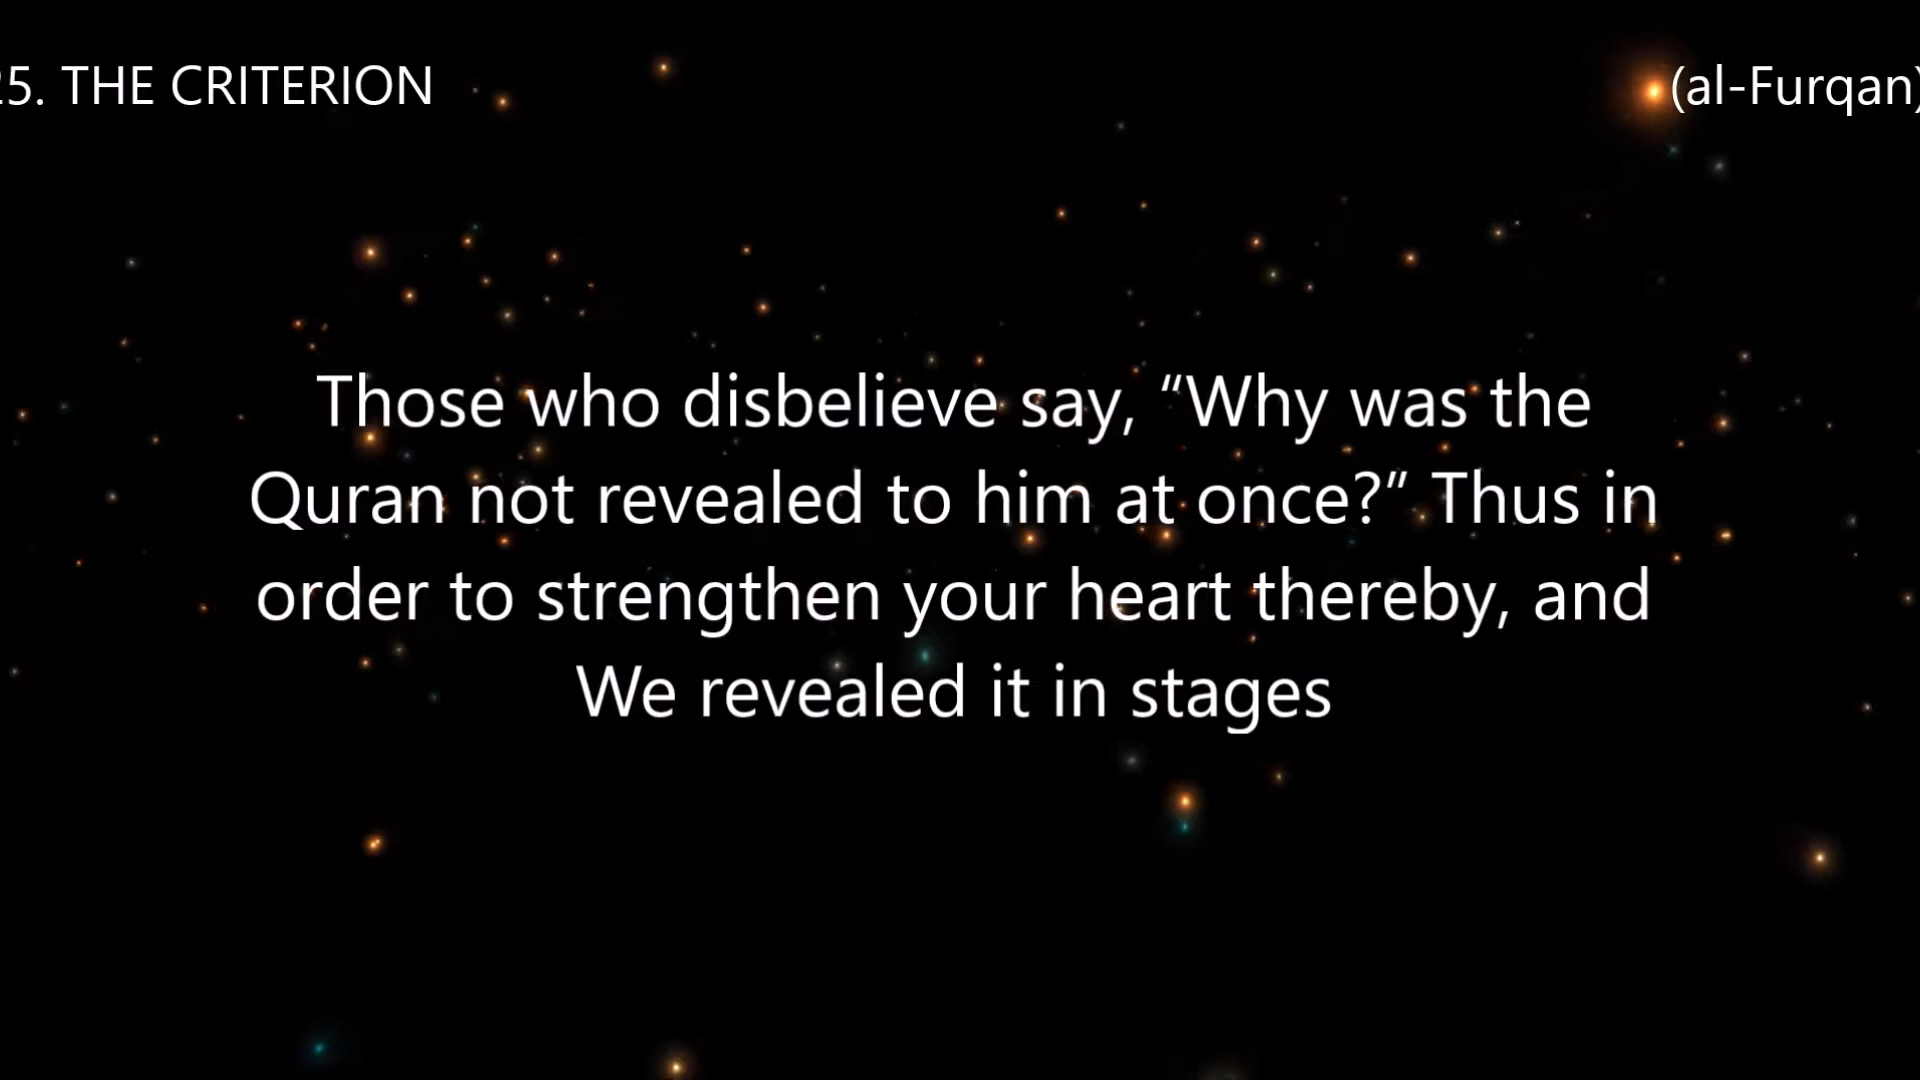 5. THE CRITERION
(al-Furqan)
Those who disbelieve say, “Why was the
Quran not revealed to him at once?” Thus in
order to strengthen your heart thereby, and
We revealed it in stages